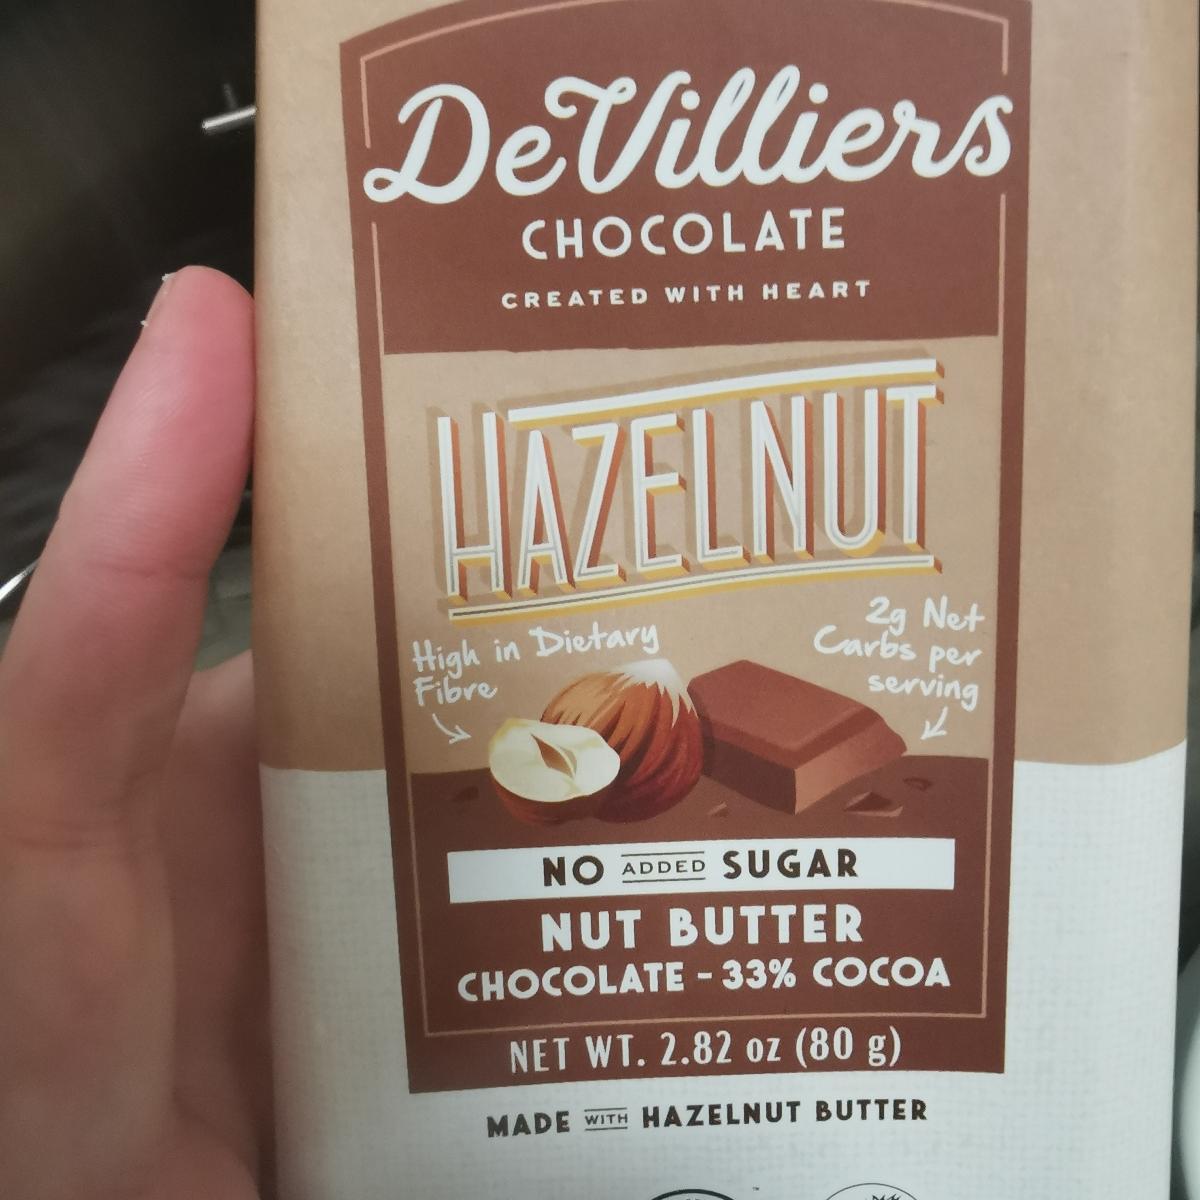 DeVilliers
CHOCOLATE
CREATED WITH HEART
HAZELNUT
High in Dietary
Fibre
2g Net
Carbs per
serving
NO ADDED SUGAR
NUT BUTTER
CHOCOLATE - 33% COCOA
NET WT. 2.82 oz (80 g)
MADE WITH HAZELNUT BUTTER